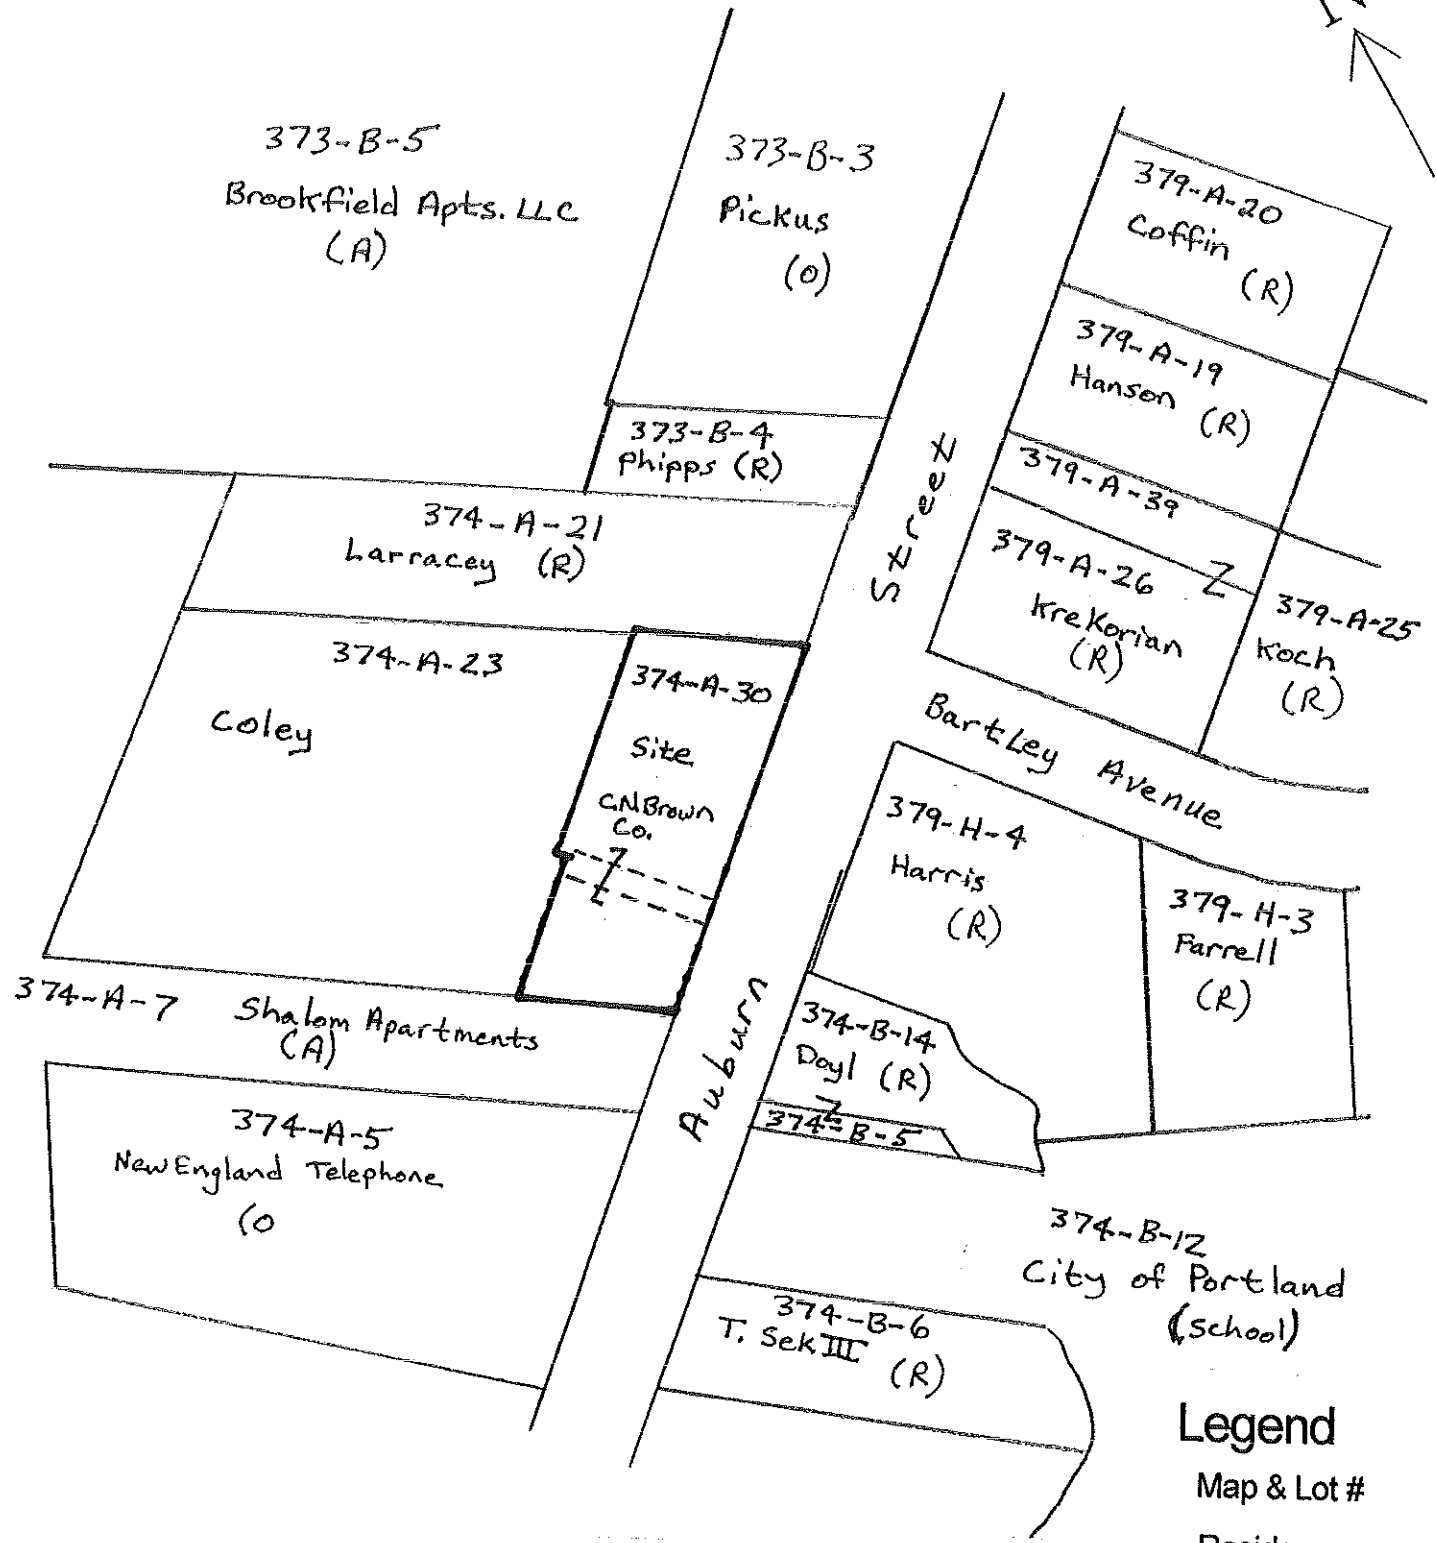 373-B-5
Brookfield Apts. LLC
(A)
373-B-3
Pickus
(O)
379-A-20
Coffin
(R)
379-A-19
Hanson
(R)
373-B-4
Phipps (R)
379-A-39
374-A-21
Larracey (R)
Auburn Street
379-A-26
KreKorian
(R)
379-A-25
Koch
(R)
374-A-23
Coley
374-A-30
Site
C.N Brown
Co.
Bartley Avenue
379-H-4
Harris
(R)
379-H-3
Farrell
(R)
374-A-7 Shalom Apartments
(A)
374-B-14
Doyl (R)
374-B-5
374-A-5
New England Telephone
(O
374-B-12
City of Portland
(School)
374-B-6
T. Sek III
(R)
Legend
Map & Lot #